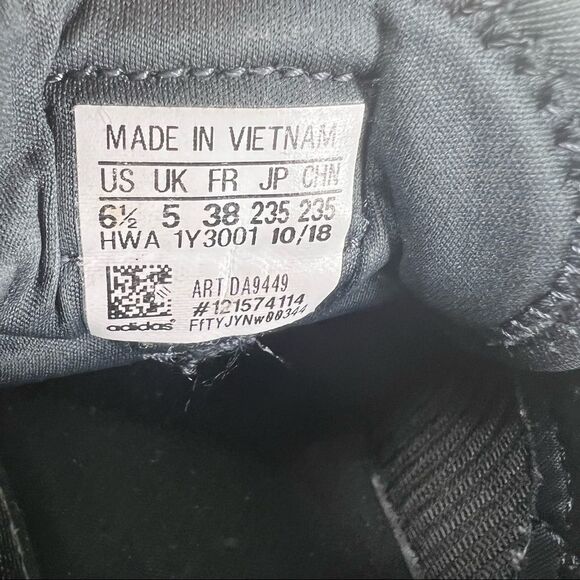 MADE IN VIETNAM
US UK FR JP CHN
6½ 5 38 235 235
HWA 1Y3001 10/18
ART DA9449
#121574114
adidas FfTYJYNw00344